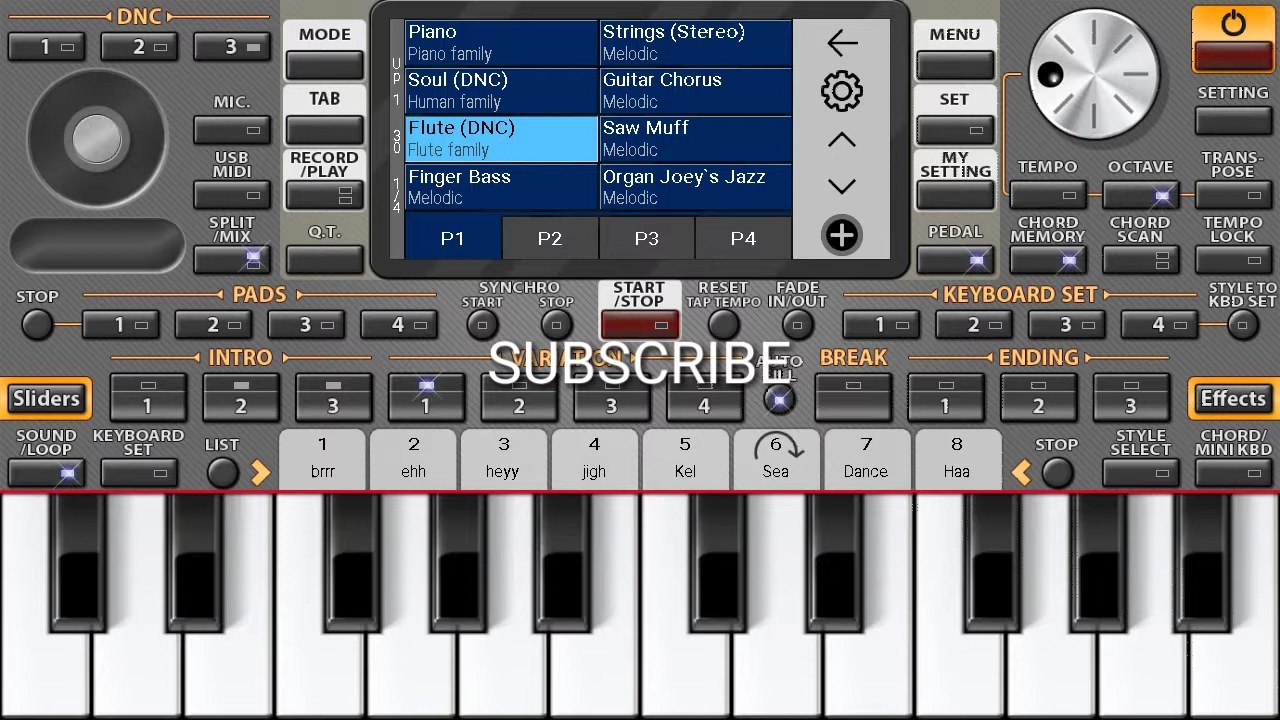 DNC
1
2
3
MODE
TAB
RECORD
/PLAY
Q.T.
MIC.
USB
MIDI
SPLIT
/MIX
UP 1
30
1/4
Piano
Piano family
Strings (Stereo)
Melodic
Soul (DNC)
Human family
Guitar Chorus
Melodic
Flute (DNC)
Flute family
Saw Muff
Melodic
Finger Bass
Melodic
Organ Joey`s Jazz
Melodic
P1
P2
P3
P4
MENU
SET
MY
SETTING
PEDAL
SETTING
TEMPO
OCTAVE
TRANS-
POSE
CHORD
MEMORY
CHORD
SCAN
TEMPO
LOCK
STOP
PADS
1
2
3
4
SYNCHRO
START
STOP
START
/STOP
RESET
TAP TEMPO
FADE
IN/OUT
KEYBOARD SET
1
2
3
4
STYLE TO
KBD SET
INTRO
VARIATION
SUBSCRIBE
BREAK
ENDING
Sliders
1
2
3
1
2
3
4
1
2
3
Effects
SOUND
/LOOP
KEYBOARD
SET
LIST
1
brrr
2
ehh
3
heyy
4
jigh
5
Kel
6
Sea
7
Dance
8
Haa
STOP
STYLE
SELECT
CHORD/
MINI KBD